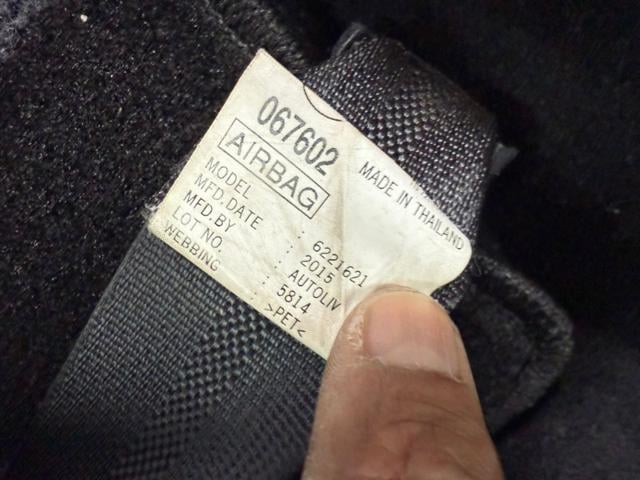 067602
AIRBAG
MADE IN THAILAND
MODEL : 6221621
MFD.DATE : 2015
MFD.BY : AUTOLIV
LOT NO. : 5814
WEBBING : >PET<